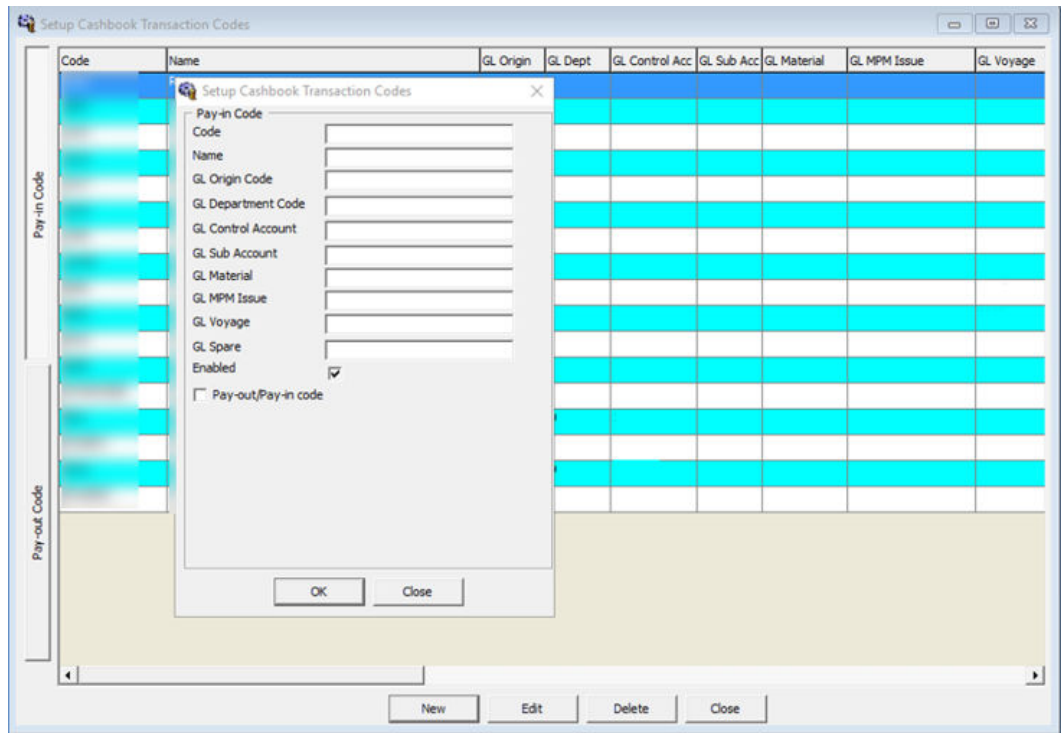 Setup Cashbook Transaction Codes
Code Name GL Origin GL Dept GL Control Acc GL Sub Acc GL Material GL MPM Issue GL Voyage
Pay-in Code
Pay-out Code
Setup Cashbook Transaction Codes
Pay-in Code
Code
Name
GL Origin Code
GL Department Code
GL Control Account
GL Sub Account
GL Material
GL MPM Issue
GL Voyage
GL Spare
Enabled
Pay-out/Pay-in code
OK Close
New Edit Delete Close